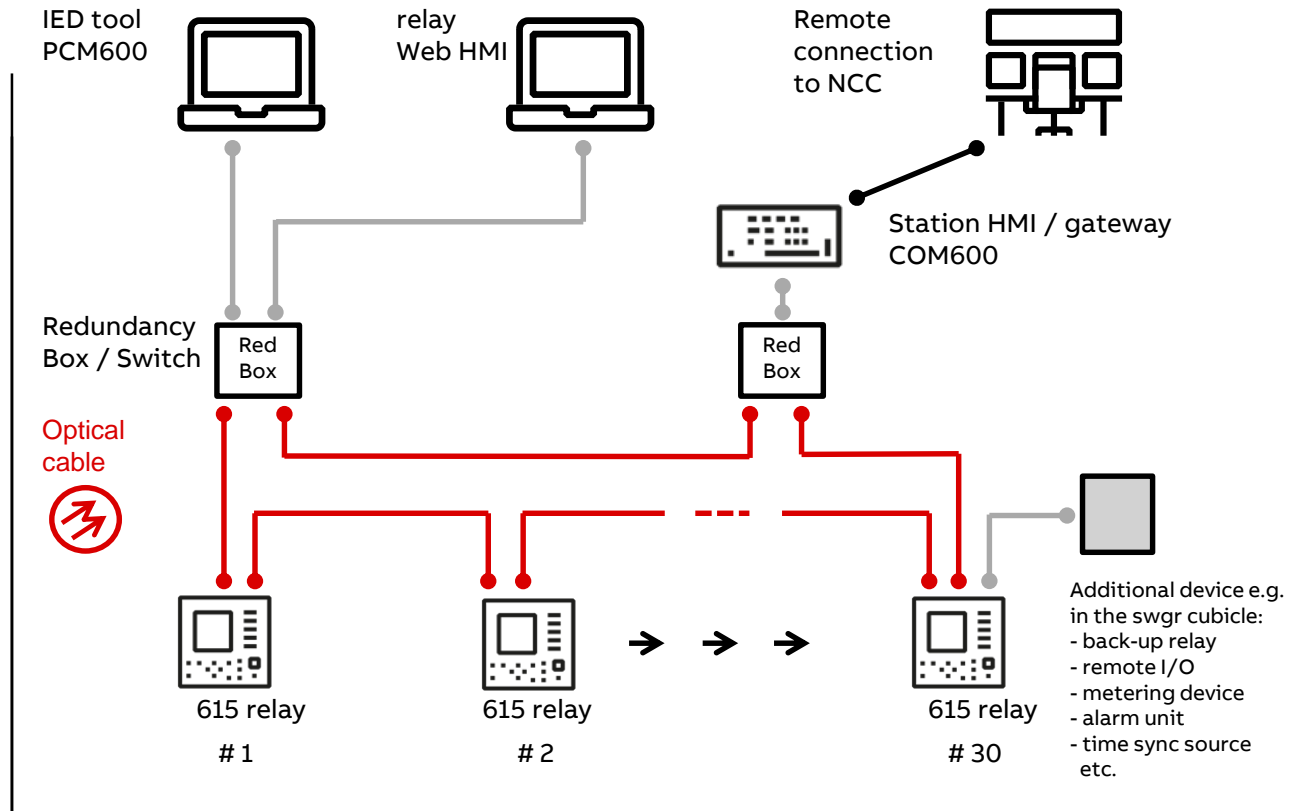 IED tool
PCM600
relay
Web HMI
Remote
connection
to NCC
Station HMI / gateway
COM600
Redundancy
Box / Switch
Red
Box
Red
Box
Optical
cable
Additional device e.g.
in the swgr cubicle:
- back-up relay
- remote I/O
- metering device
- alarm unit
- time sync source
etc.
615 relay
# 1
615 relay
# 2
615 relay
# 30